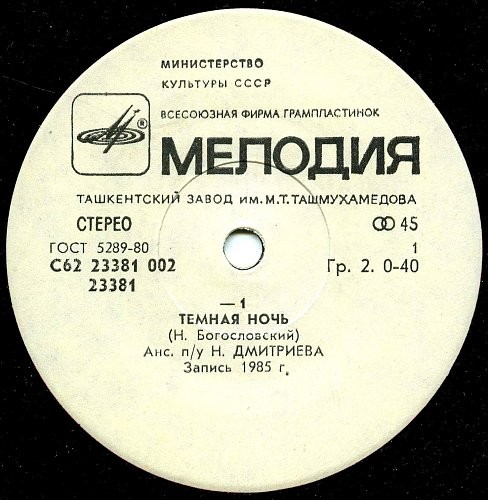 МИНИСТЕРСТВО
КУЛЬТУРЫ СССР
ВСЕСОЮЗНАЯ ФИРМА ГРАМПЛАСТИНОК
®
МЕЛОДИЯ
ТАШКЕНТСКИЙ ЗАВОД им. М.Т. ТАШМУХАМЕДОВА
СТЕРЕО 45
ГОСТ 5289-80 1
С62 23381 002 Гр. 2. 0-40
23381
—1
ТЕМНАЯ НОЧЬ
(Н. Богословский)
Анс. п/у Н. ДМИТРИЕВА
Запись 1985 г.